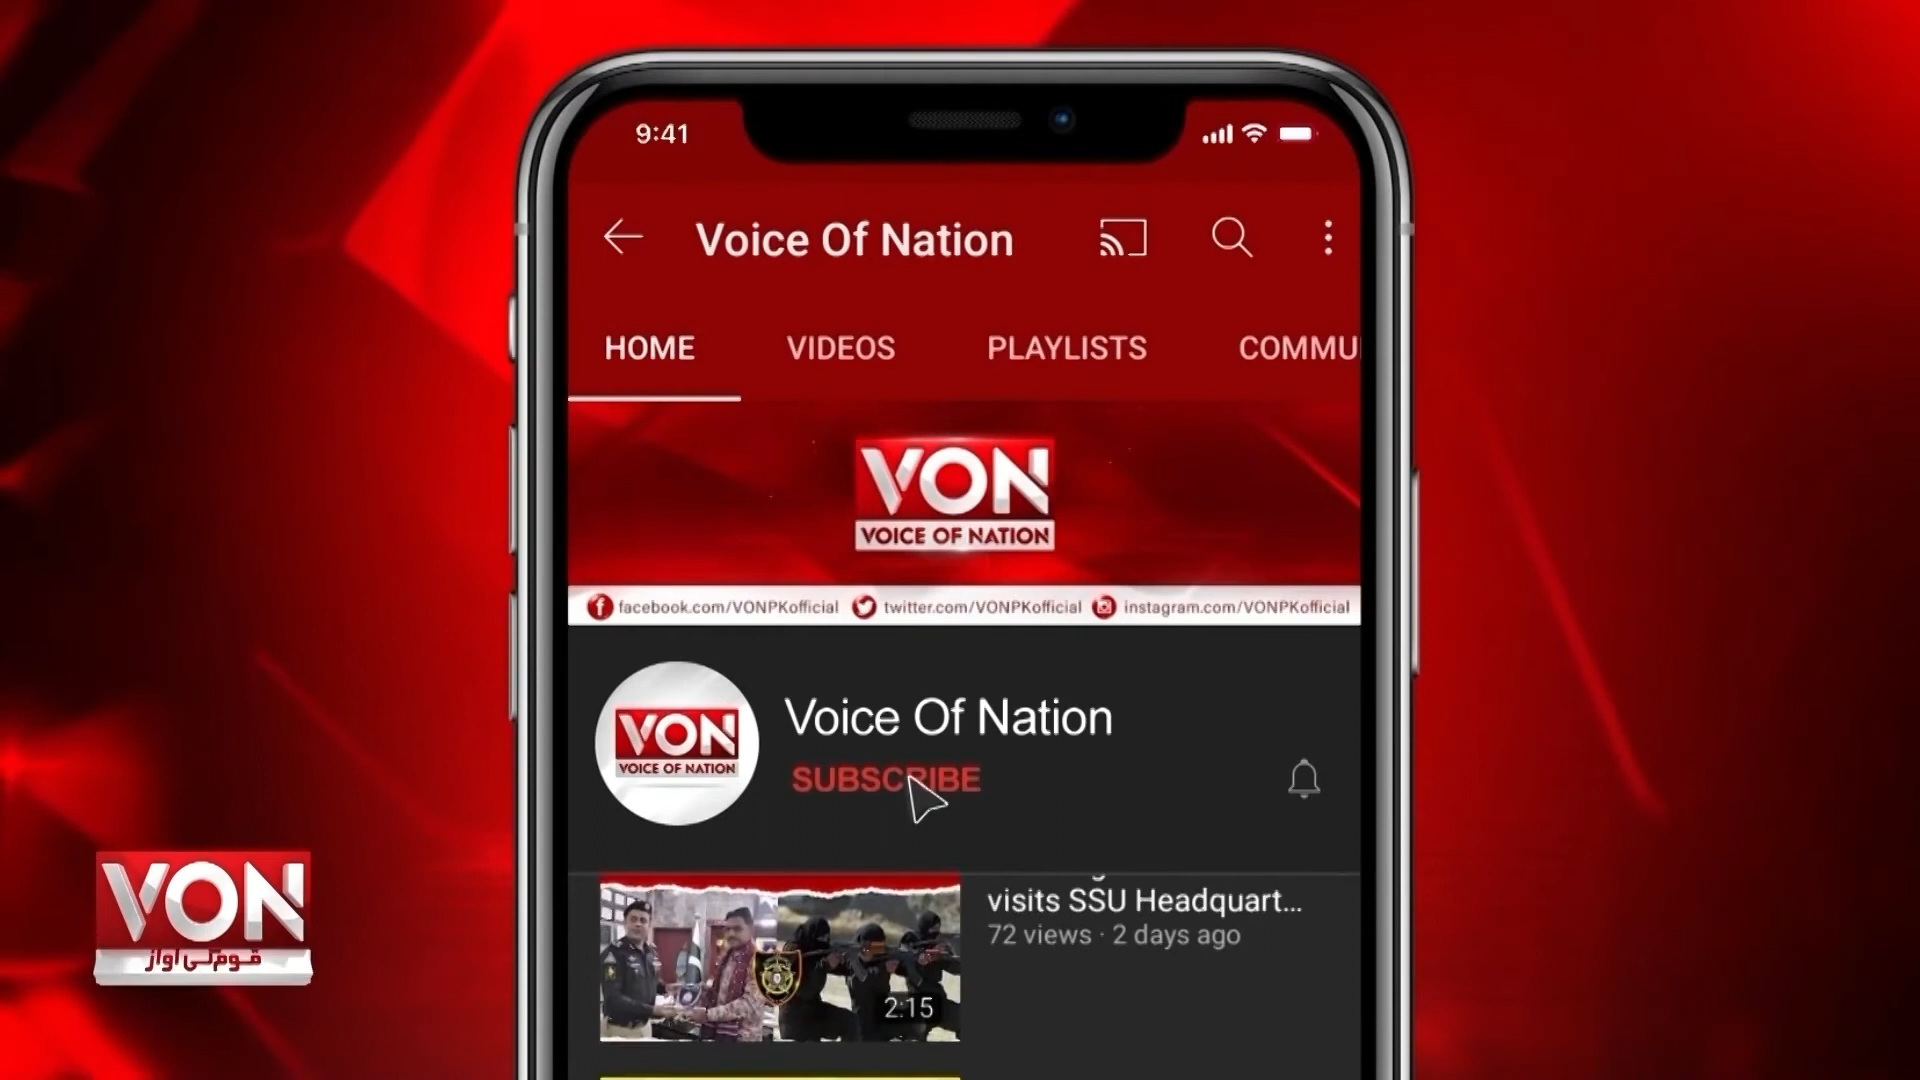 9:41
Voice Of Nation
HOME VIDEOS PLAYLISTS COMMU
VON
VOICE OF NATION
facebook.com/VONPKofficial twitter.com/VONPKofficial instagram.com/VONPKofficial
VON
VOICE OF NATION
Voice Of Nation
SUBSCRIBE
visits SSU Headquart...
72 views · 2 days ago
2:15
VON
قوم کی آواز